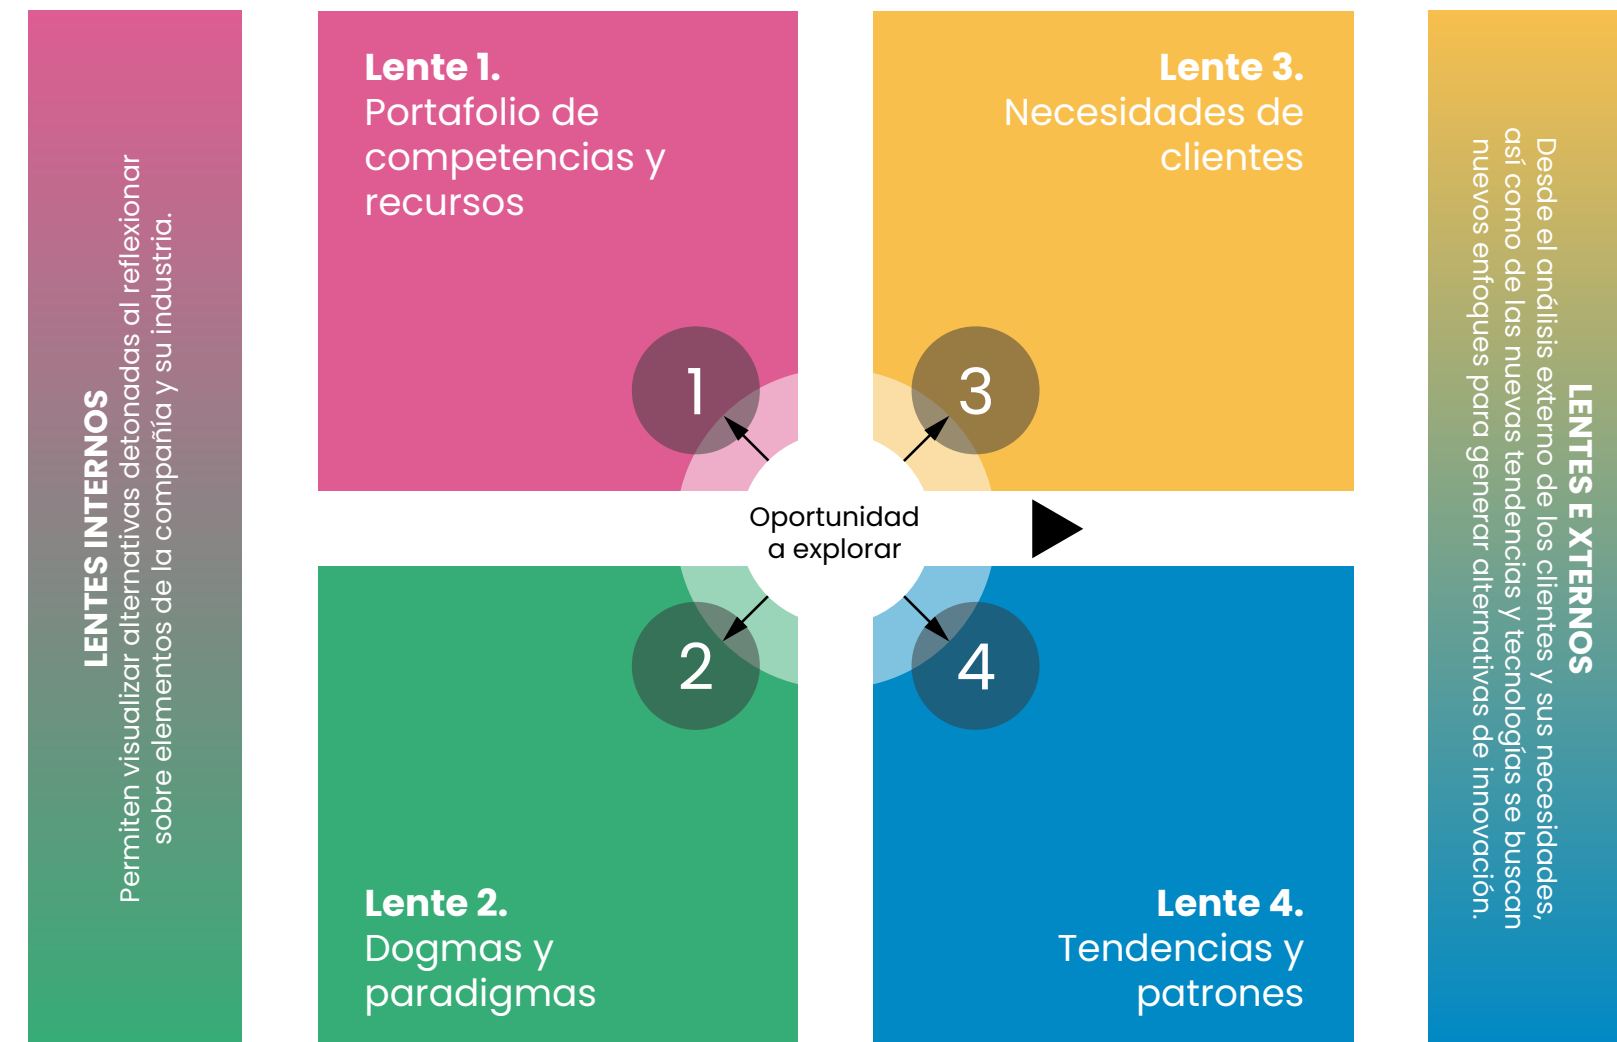 LENTES INTERNOS
Permiten visualizar alternativas detonadas al reflexionar
sobre elementos de la compañía y su industria.
Lente 1.
Portafolio de
competencias y
recursos
1
Lente 3.
Necesidades de
clientes
3
Oportunidad
a explorar
2
Lente 2.
Dogmas y
paradigmas
4
Lente 4.
Tendencias y
patrones
LENTES E XTERNOS
Desde el análisis externo de los clientes y sus necesidades,
así como de las nuevas tendencias y tecnologías se buscan
nuevos enfoques para generar alternativas de innovación.